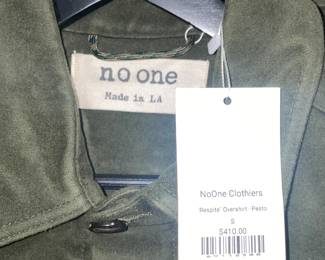 no one
Made in LA
NoOne Clothiers
Respite' Overshirt - Pesto
S
$410.00